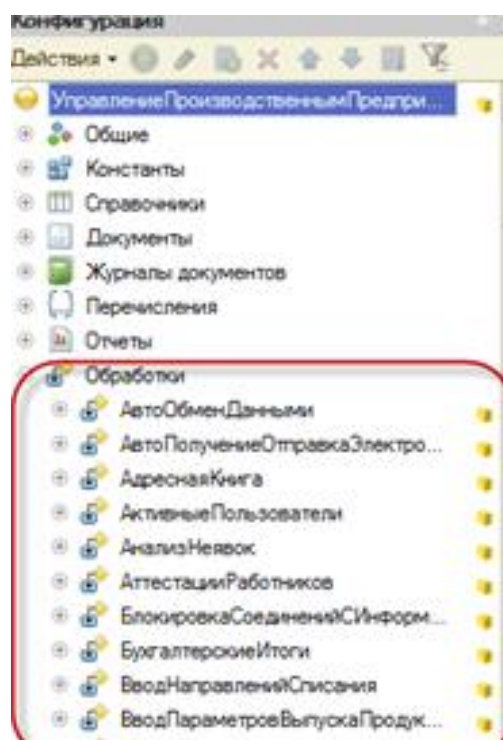 Конфигурация
Действия
УправлениеПроизводственнымПредпри...
Общие
Константы
Справочники
Документы
Журналы документов
Перечисления
Отчеты
Обработки
АвтоОбменДанными
АвтоПолучениеОтправкаЭлектро...
АдреснаяКнига
АктивныеПользователи
АнализНеявок
АттестацииРаботников
БлокировкаСоединенийСИнформ...
БухгалтерскиеИтоги
ВводНаправленийСписания
ВводПараметровВыпускаПродук...